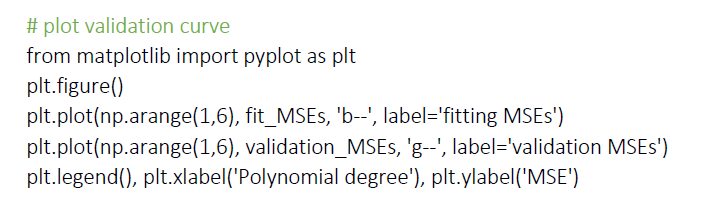 # plot validation curve
from matplotlib import pyplot as plt
plt.figure()
plt.plot(np.arange(1,6), fit_MSEs, 'b--', label='fitting MSEs')
plt.plot(np.arange(1,6), validation_MSEs, 'g--', label='validation MSEs')
plt.legend(), plt.xlabel('Polynomial degree'), plt.ylabel('MSE')